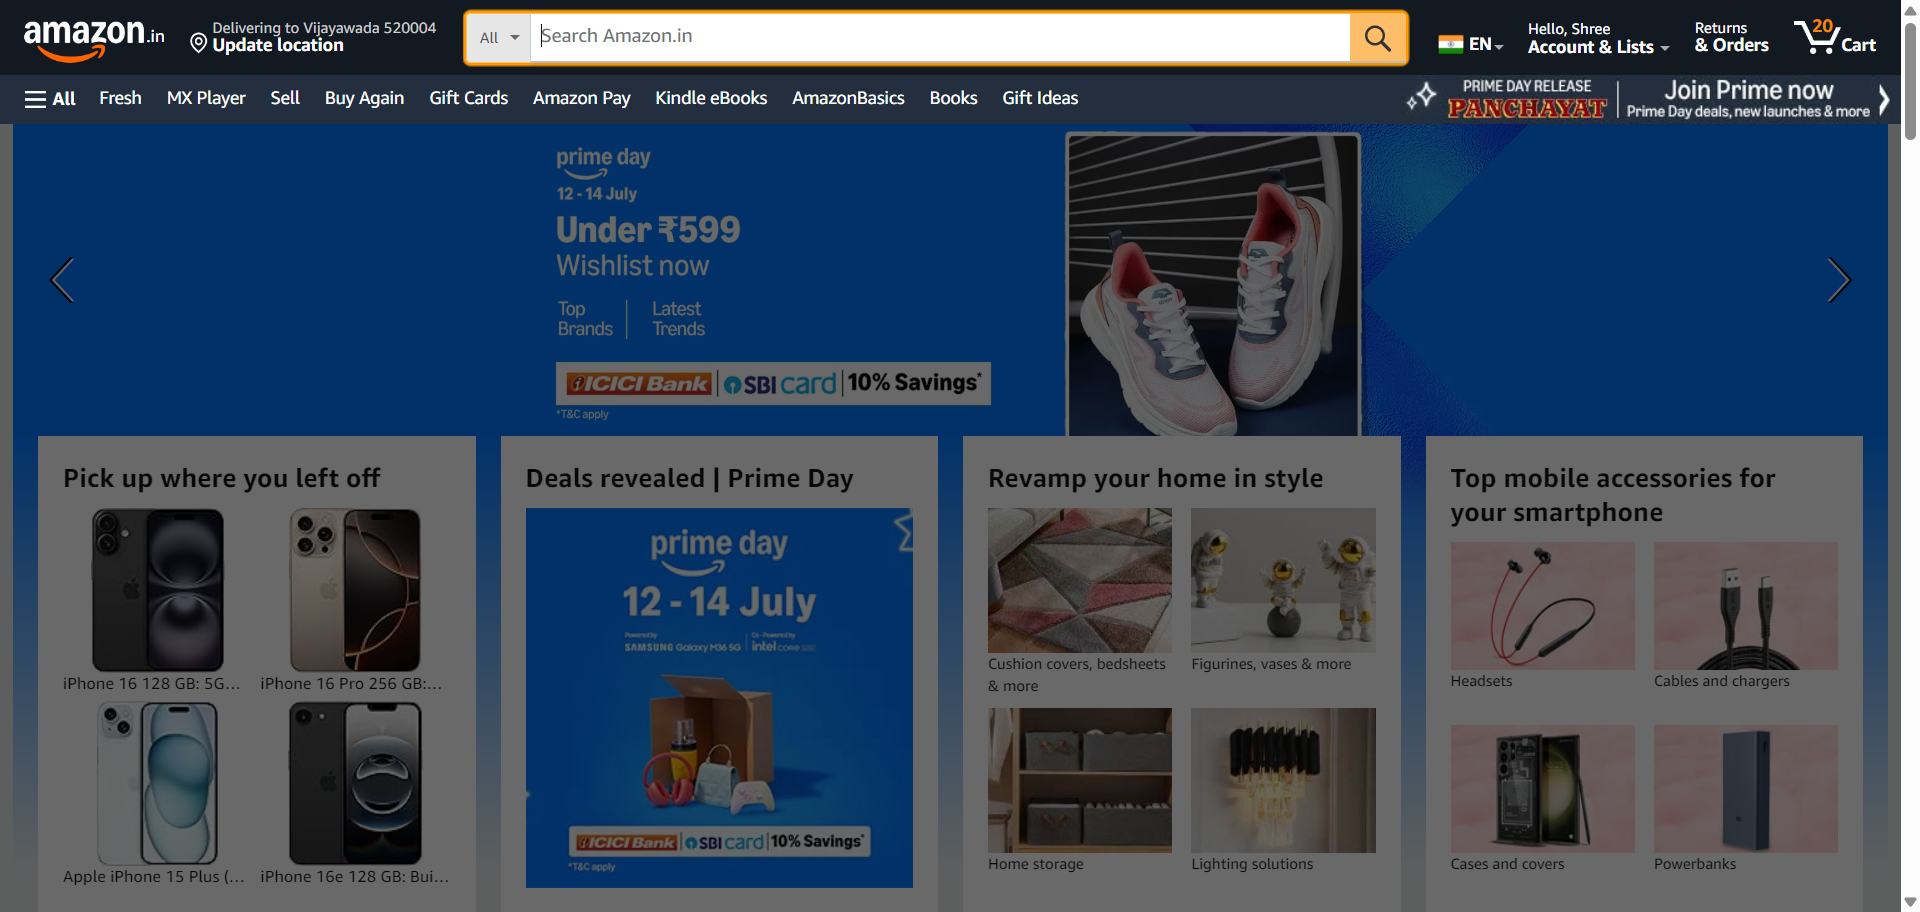 amazon.in
Delivering to Vijayawada 520004
Update location
All
Search Amazon.in
EN
Hello, Shree
Account & Lists
Returns
& Orders
20
Cart
All
Fresh
MX Player
Sell
Buy Again
Gift Cards
Amazon Pay
Kindle eBooks
AmazonBasics
Books
Gift Ideas
PRIME DAY RELEASE
PANCHAYAT
Join Prime now
Prime Day deals, new launches & more
prime day
12 - 14 July
Under ₹599
Wishlist now
Top
Brands
Latest
Trends
ICICI Bank
SBI card
10% Savings*
*T&C apply
Pick up where you left off
iPhone 16 128 GB: 5G...
iPhone 16 Pro 256 GB:...
Apple iPhone 15 Plus (...
iPhone 16e 128 GB: Bui...
Deals revealed | Prime Day
prime day
12 - 14 July
Powered by
SAMSUNG Galaxy M36 5G
Co-Powered by
intel CORE
ICICI Bank
SBI card
10% Savings*
*T&C apply
Revamp your home in style
Cushion covers, bedsheets
& more
Figurines, vases & more
Home storage
Lighting solutions
Top mobile accessories for
your smartphone
Headsets
Cables and chargers
Cases and covers
Powerbanks